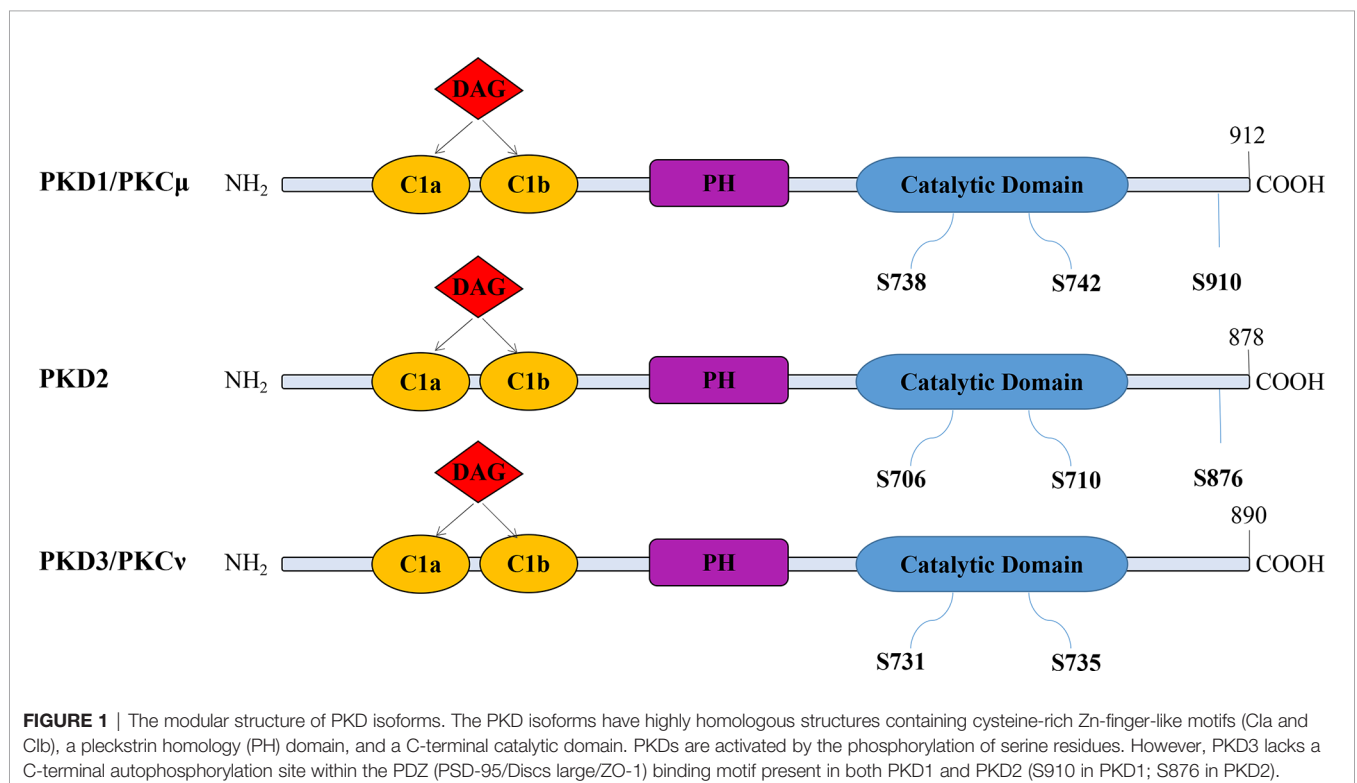 DAG
912
PKD1/PKCμ NH2 C1a C1b PH Catalytic Domain COOH
S738 S742 S910
DAG
878
PKD2 NH2 C1a C1b PH Catalytic Domain COOH
S706 S710 S876
DAG
890
PKD3/PKCν NH2 C1a C1b PH Catalytic Domain COOH
S731 S735
FIGURE 1 | The modular structure of PKD isoforms. The PKD isoforms have highly homologous structures containing cysteine-rich Zn-finger-like motifs (Cla and
Clb), a pleckstrin homology (PH) domain, and a C-terminal catalytic domain. PKDs are activated by the phosphorylation of serine residues. However, PKD3 lacks a
C-terminal autophosphorylation site within the PDZ (PSD-95/Discs large/ZO-1) binding motif present in both PKD1 and PKD2 (S910 in PKD1; S876 in PKD2).